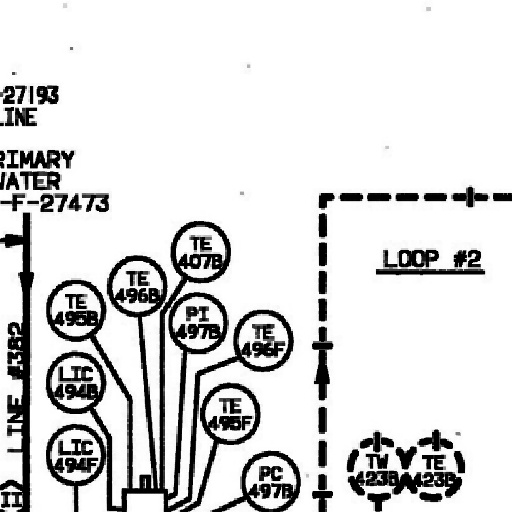 -27193
LINE
RIMARY
WATER
-F-27473
LOOP #2
TE
407B
TE
496B
TE
495B
PI
497B
TE
496F
LIC
494B
TE
495F
LIC
494F
PC
497B
TW
423B
TE
423B
LINE #382